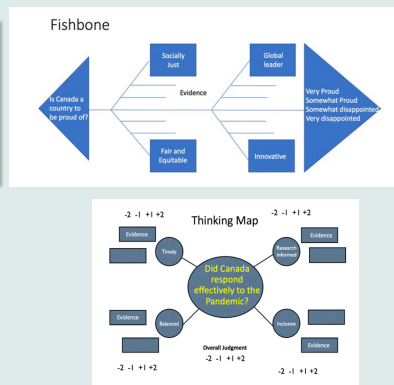 Fishbone
Socially
Just
Global
leader
Is Canada a
country to
be proud of?
Evidence
Very Proud
Somewhat Proud
Somewhat disappointed
Very disappointed
Fair and
Equitable
Innovative
Thinking Map
-2 -1 +1 +2
-2 -1 +1 +2
Evidence
Evidence
Timely
Research
Informed
Did Canada
respond
effectively to the
Pandemic?
Evidence
Balanced
Inclusive
Evidence
Overall Judgment
-2 -1 +1 +2
-2 -1 +1 +2
-2 -1 +1 +2